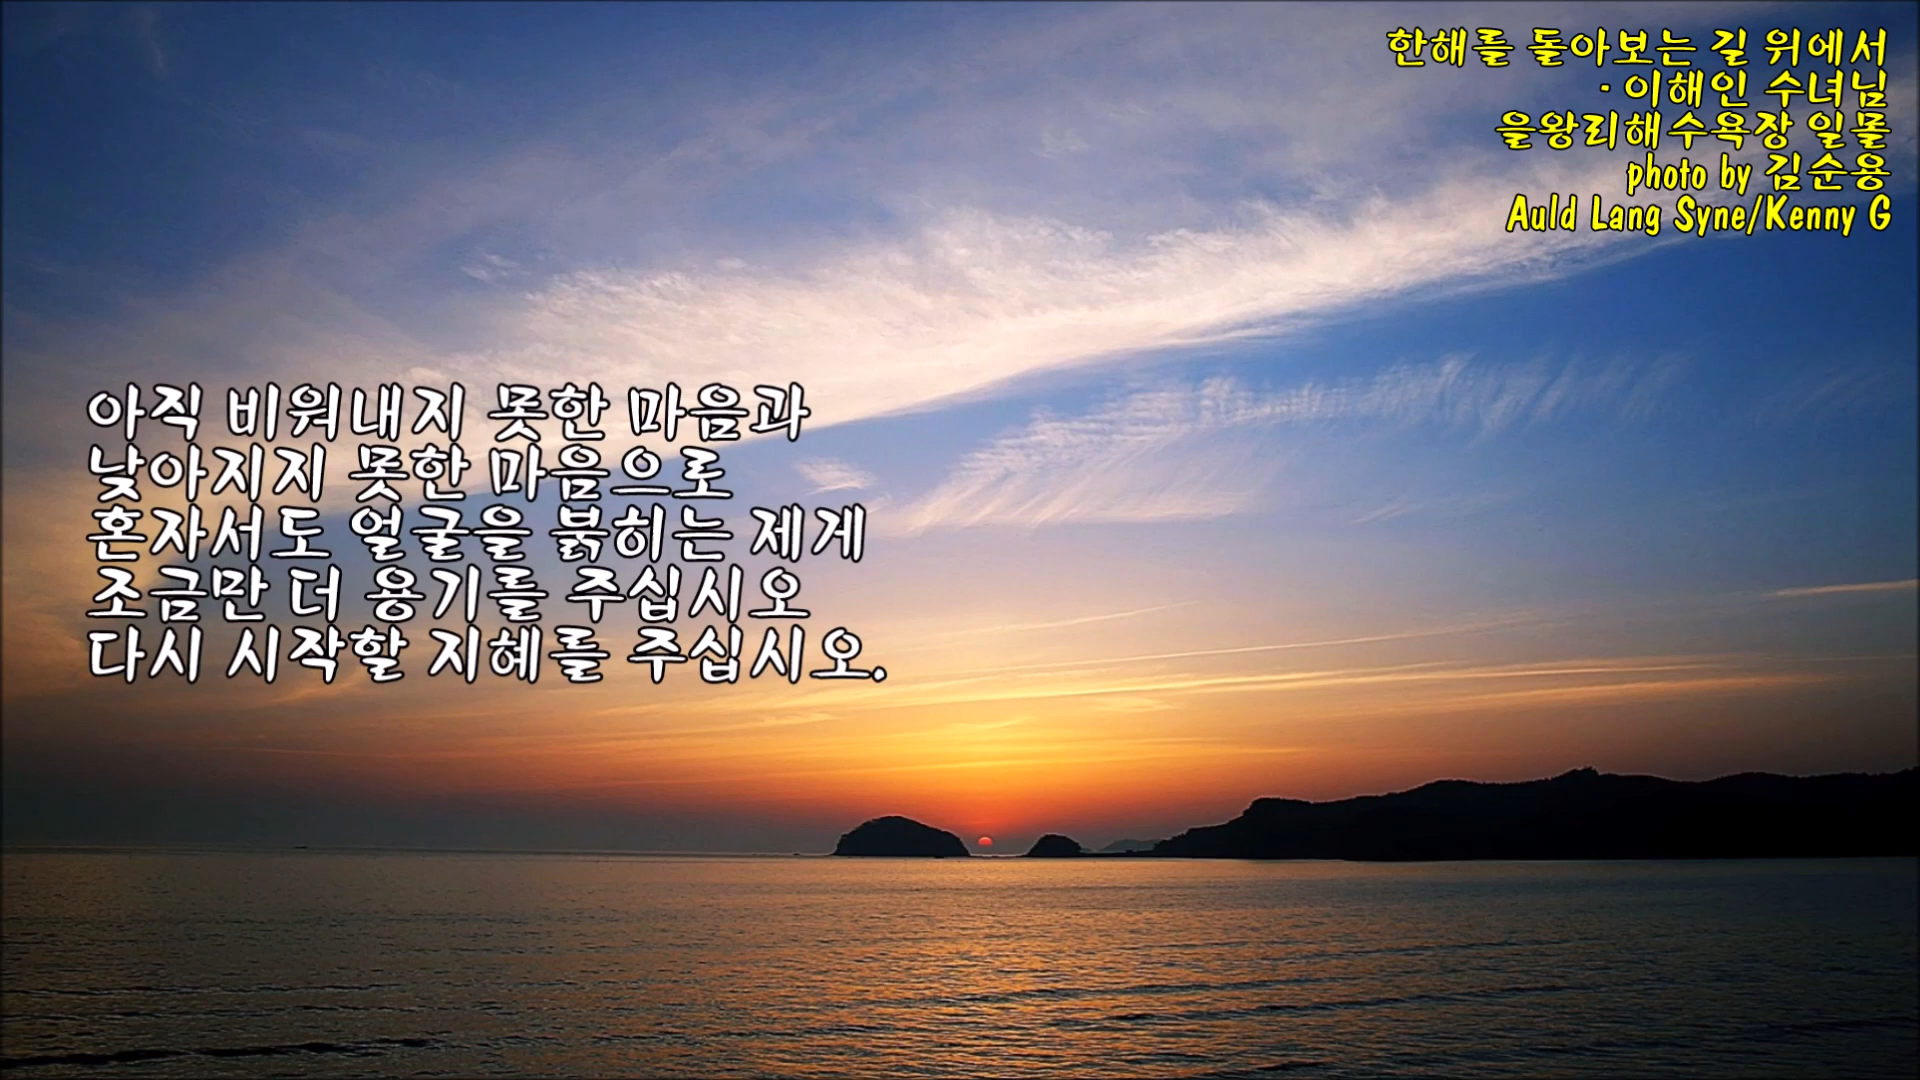 한해를 돌아보는 길 위에서
- 이해인 수녀님
을왕리해수욕장 일몰
photo by 김순용
Auld Lang Syne/Kenny G
아직 비워내지 못한 마음과
낮아지지 못한 마음으로
혼자서도 얼굴을 붉히는 제게
조금만 더 용기를 주십시오
다시 시작할 지혜를 주십시오.